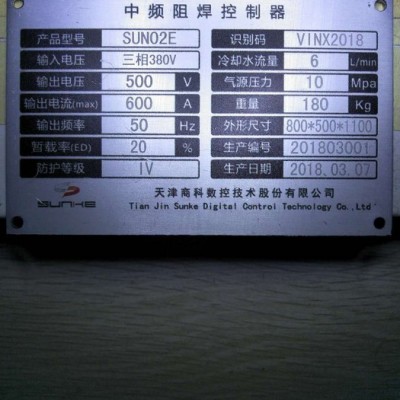 中频阻焊控制器
产品型号 SUN02E 识别码 VINX2018
输入电压 三相380V 冷却水流量 6 L/min
输出电压 500 V 气源压力 10 Mpa
输出电流(max) 600 A 重量 180 Kg
输出频率 50 Hz 外形尺寸 800*500*1100
暂载率(ED) 20 % 生产编号 201803001
防护等级 IV 生产日期 2018.03.07
SUNKE 天津商科数控技术股份有限公司
Tian Jin Sunke Digital Control Technology Co.,Ltd